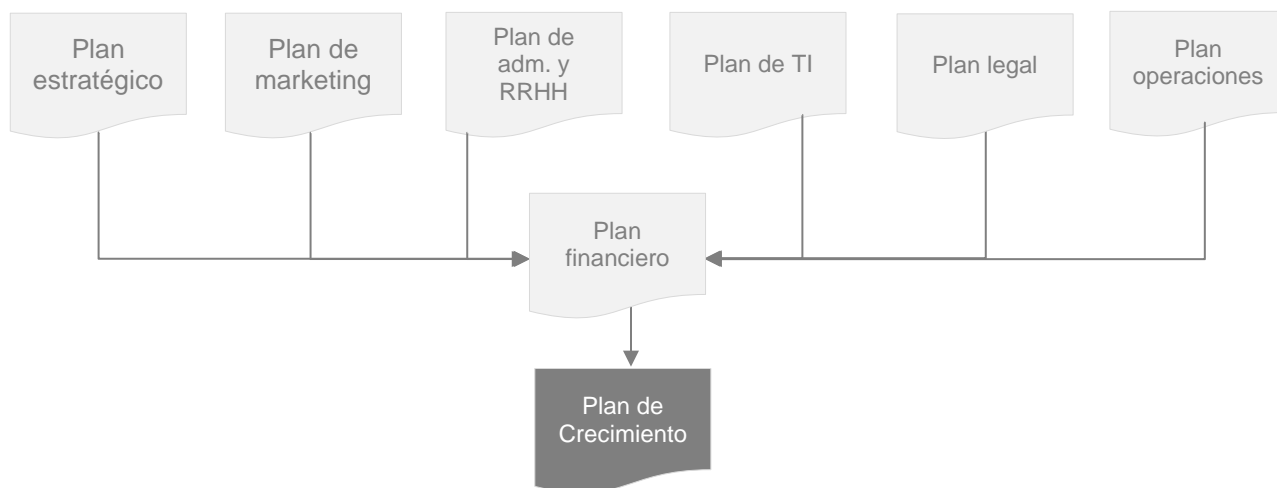 Plan
estratégico
Plan de
marketing
Plan de
adm. y
RRHH
Plan de TI
Plan legal
Plan
operaciones
Plan
financiero
Plan de
Crecimiento